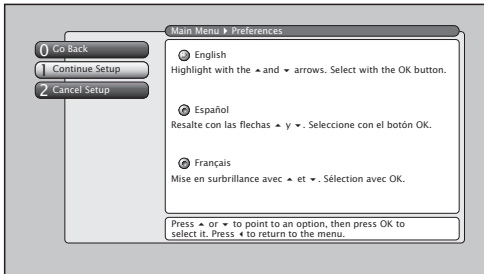 Main Menu ▸ Preferences
0 Go Back
1 Continue Setup
2 Cancel Setup
English
Highlight with the ▴ and ▾ arrows. Select with the OK button.
Español
Resalte con las flechas ▴ y ▾. Seleccione con el botón OK.
Français
Mise en surbrillance avec ▴ et ▾. Sélection avec OK.
Press ▴ or ▾ to point to an option, then press OK to
select it. Press ◂ to return to the menu.